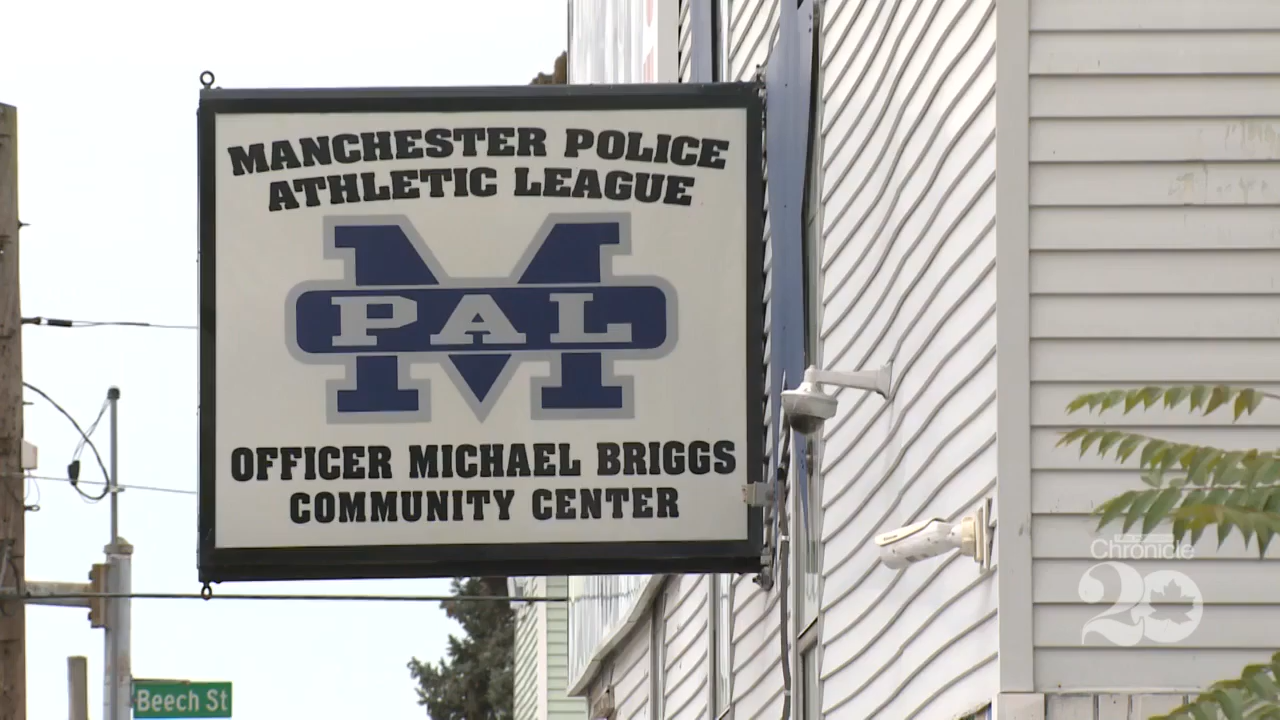 MANCHESTER POLICE
ATHLETIC LEAGUE
M
PAL
OFFICER MICHAEL BRIGGS
COMMUNITY CENTER
Beech St
Chronicle
20